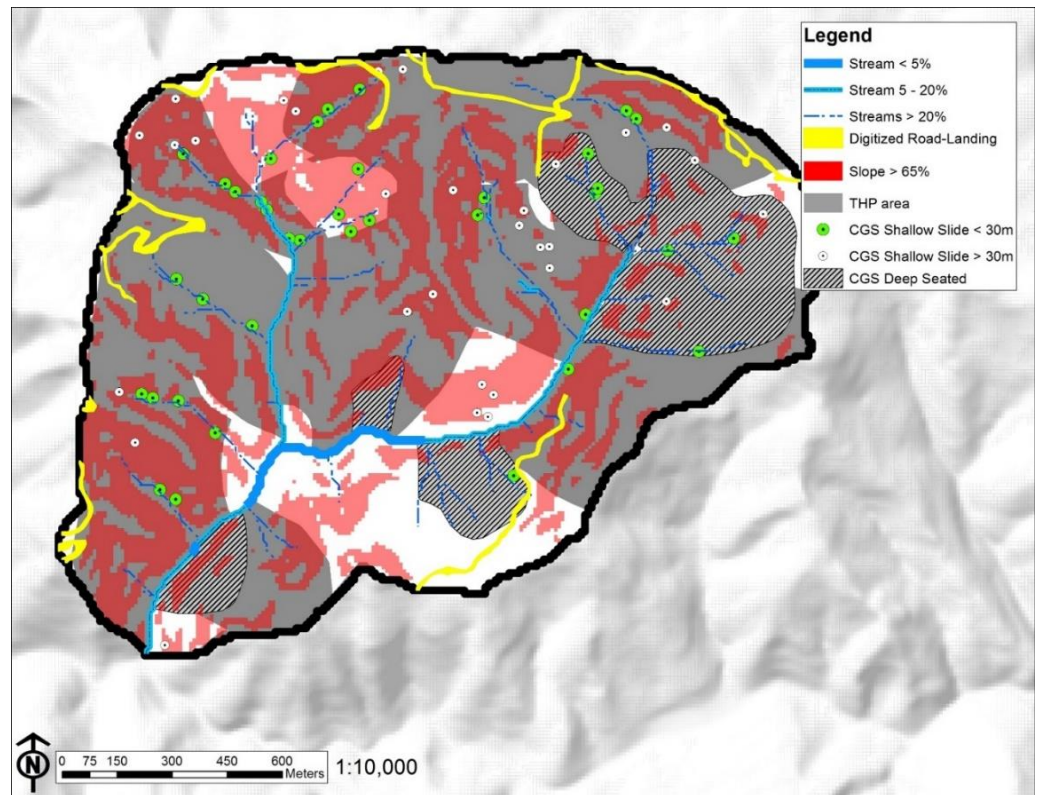 Legend
Stream < 5%
Stream 5 - 20%
Streams > 20%
Digitized Road-Landing
Slope > 65%
THP area
CGS Shallow Slide < 30m
CGS Shallow Slide > 30m
CGS Deep Seated
N
0 75 150 300 450 600
Meters
1:10,000